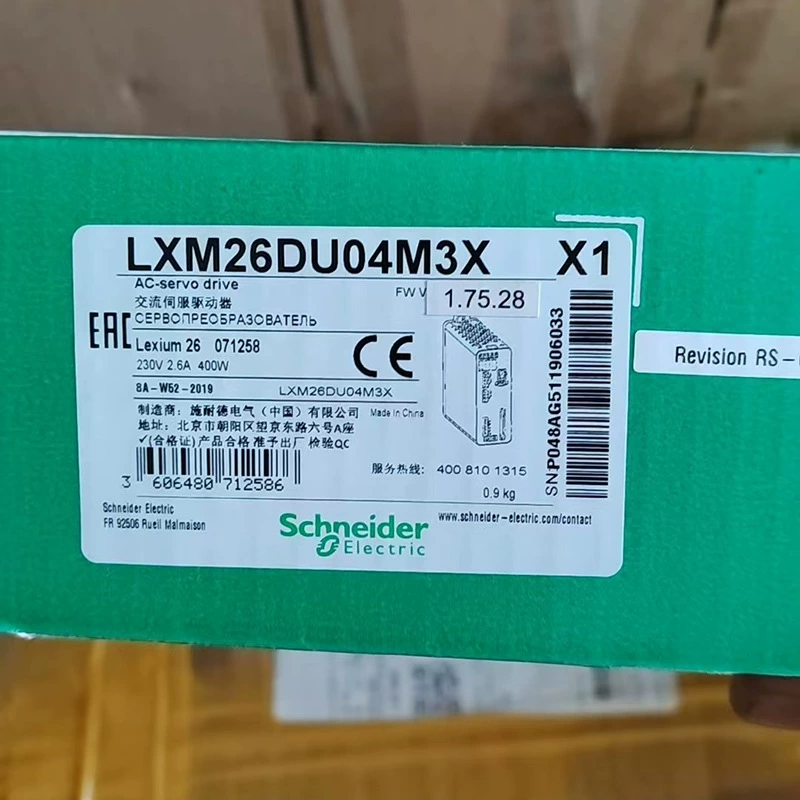 LXM26DU04M3X X1
AC-servo drive
交流伺服驱动器
FW V
1.75.28
СЕРВОПРЕОБРАЗОВАТЕЛЬ
EAC
Lexium 26 071258
230V 2.6A 400W
CE
8A-W52-2019 LXM26DU04M3X
制造商: 施耐德电气 (中国) 有限公司 Made in China
地址: 北京市朝阳区望京东路六号A座
✓(合格证) 产品合格 准予出厂 检验QC
服务热线: 400 810 1315
3 606480 712586
0.9 kg
SN:P048AG511906033
Schneider Electric
FR 92506 Rueil Malmaison
Schneider
Electric
www.schneider-electric.com/contact
Revision RS-